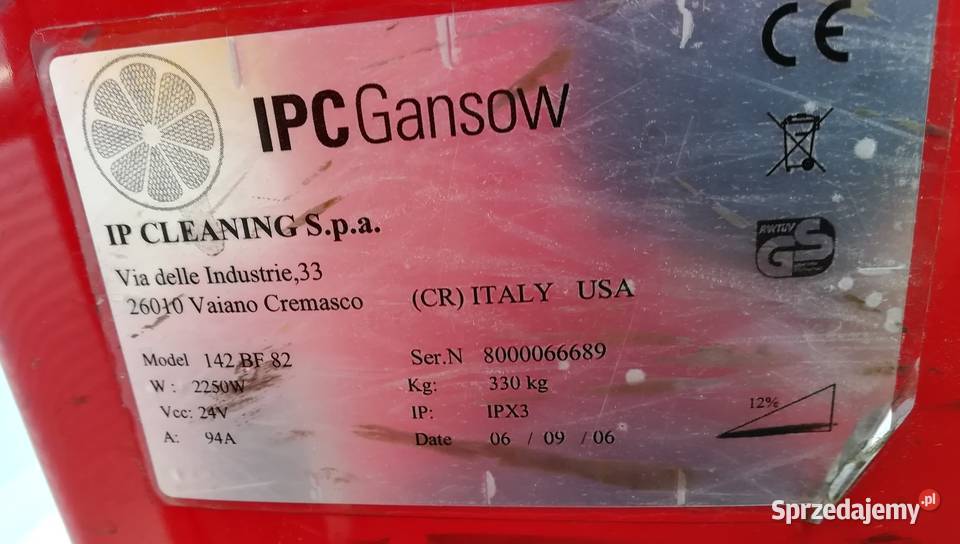 IPC Gansow
CE
IP CLEANING S.p.a.
RWTÜV
GS
Via delle Industrie,33
26010 Vaiano Cremasco (CR) ITALY USA
Model 142 BF 82 Ser.N 8000066689
W : 2250W Kg: 330 kg
Vcc: 24V IP: IPX3
A: 94A Date 06 / 09 / 06
12%
Sprzedajemy.pl